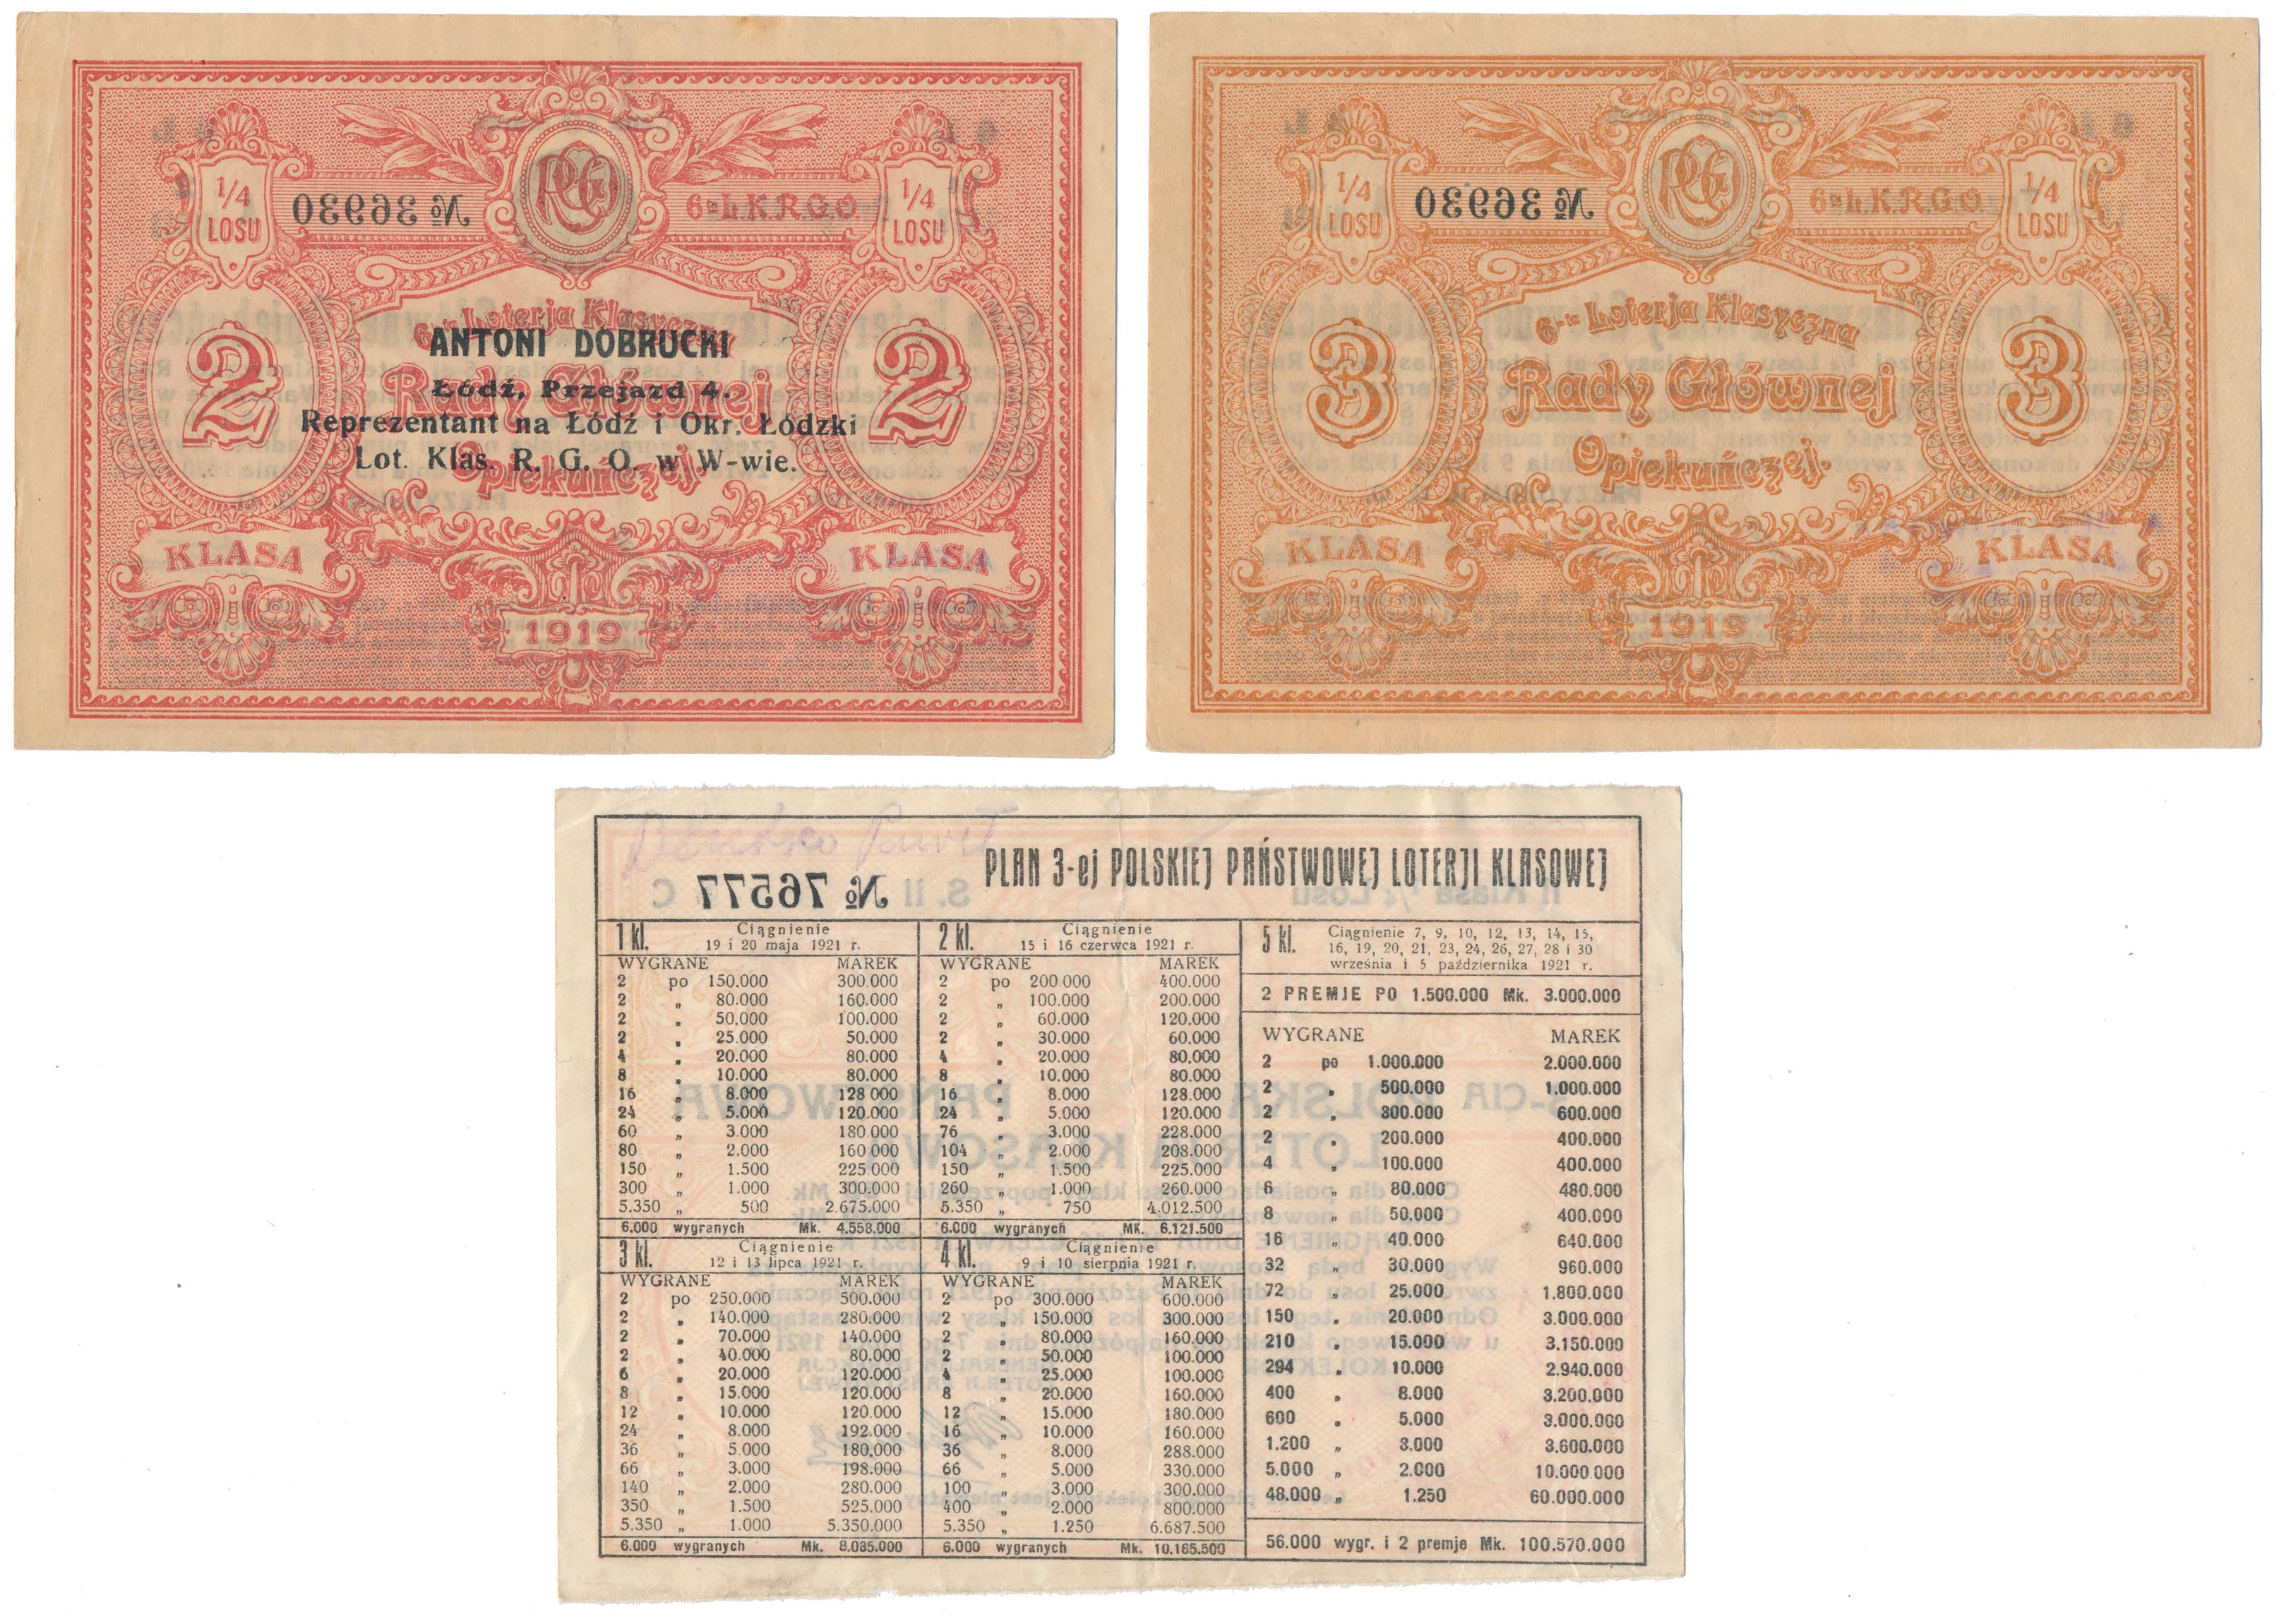 1/4
LOSU
№ 36930
RGO
6-ta L.K.R.G.O.
1/4
LOSU
6-ta Loterja Klasyczna
ANTONI DOBRUCKI
Rady Głównej
Łódź, Przejazd 4.
2
2
Reprezentant na Łódź i Okr. Łódzki
Lot. Klas. R. G. O. w W-wie.
Opiekuńczej.
KLASA
KLASA
1919
1/4
LOSU
№ 36930
RGO
6-ta L.K.R.G.O.
1/4
LOSU
6-ta Loterja Klasyczna
3
Rady Głównej
3
Opiekuńczej.
KLASA
KLASA
1919
PLAN 3-ej POLSKIEJ PAŃSTWOWEJ LOTERJI KLASOWEJ
№ 76577
S. II C
II Klasa 1/4 Losu
1 kl. Ciągnienie
19 i 20 maja 1921 r.
WYGRANE MAREK
2 po 150.000 300.000
2 „ 80.000 160.000
2 „ 50.000 100.000
2 „ 25.000 50.000
4 „ 20.000 80.000
8 „ 10.000 80.000
16 „ 8.000 128 000
24 „ 5.000 120.000
60 „ 3.000 180.000
80 „ 2.000 160 000
150 „ 1.500 225.000
300 „ 1.000 300.000
5.350 „ 500 2.675.000
6.000 wygranych Mk. 4.558.000
2 kl. Ciągnienie
15 i 16 czerwca 1921 r.
WYGRANE MAREK
2 po 200 000 400.000
2 „ 100.000 200.000
2 „ 60.000 120.000
2 „ 30.000 60.000
4 „ 20.000 80.000
8 „ 10.000 80.000
16 „ 8.000 128.000
24 „ 5.000 120.000
76 „ 3.000 228.000
104 „ 2.000 208.000
150 „ 1.500 225.000
260 „ 1.000 260.000
5.350 „ 750 4.012.500
6.000 wygranych MK. 6.121.500
3 kl. Ciągnienie
12 i 13 lipca 1921 r.
WYGRANE MAREK
2 po 250.000 500.000
2 „ 140.000 280.000
2 „ 70.000 140.000
2 „ 40.000 80.000
6 „ 20.000 120.000
8 „ 15.000 120.000
12 „ 10.000 120.000
24 „ 8.000 192.000
36 „ 5.000 180.000
66 „ 3.000 198.000
140 „ 2.000 280.000
350 „ 1.500 525.000
5.350 „ 1.000 5.350.000
6.000 wygranych Mk. 8.085.000
4 kl. Ciągnienie
9 i 10 sierpnia 1921 r.
WYGRANE MAREK
2 po 300.000 600.000
2 „ 150.000 300.000
2 „ 80.000 160.000
2 „ 50.000 100.000
4 „ 25.000 100.000
8 „ 20.000 160.000
12 „ 15.000 180.000
16 „ 10.000 160.000
36 „ 8.000 288.000
66 „ 5.000 330.000
100 „ 3.000 300.000
400 „ 2.000 800.000
5.350 „ 1.250 6.687.500
6.000 wygranych Mk. 10.165.500
5 kl. Ciągnienie 7, 9, 10, 12, 13, 14, 15,
16, 19, 20, 21, 23, 24, 26, 27, 28 i 30
września i 5 października 1921 r.
2 PREMJE PO 1.500.000 Mk. 3.000.000
WYGRANE MAREK
2 po 1.000.000 2.000.000
2 „ 500.000 1.000.000
2 „ 300.000 600.000
2 „ 200.000 400.000
4 „ 100.000 400.000
6 „ 80.000 480.000
8 „ 50.000 400.000
16 „ 40.000 640.000
32 „ 30.000 960.000
72 „ 25.000 1.800.000
150 „ 20.000 3.000.000
210 „ 15.000 3.150.000
294 „ 10.000 2.940.000
400 „ 8.000 3.200.000
600 „ 5.000 3.000.000
1.200 „ 3.000 3.600.000
5.000 „ 2.000 10.000.000
48.000 „ 1.250 60.000.000
56.000 wygr. i 2 premje Mk. 100.570.000